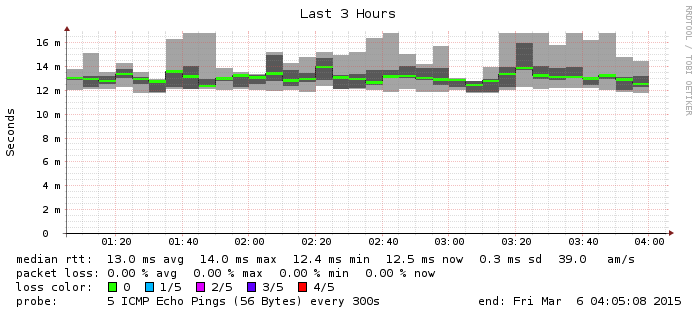 Last 3 Hours
RRDTOOL / TOBI OETIKER
Seconds
16 m
14 m
12 m
10 m
8 m
6 m
4 m
2 m
0
01:20 01:40 02:00 02:20 02:40 03:00 03:20 03:40 04:00
median rtt: 13.0 ms avg 14.0 ms max 12.4 ms min 12.5 ms now 0.3 ms sd 39.0 am/s
packet loss: 0.00 % avg 0.00 % max 0.00 % min 0.00 % now
loss color: 0 1/5 2/5 3/5 4/5
probe: 5 ICMP Echo Pings (56 Bytes) every 300s end: Fri Mar 6 04:05:08 2015